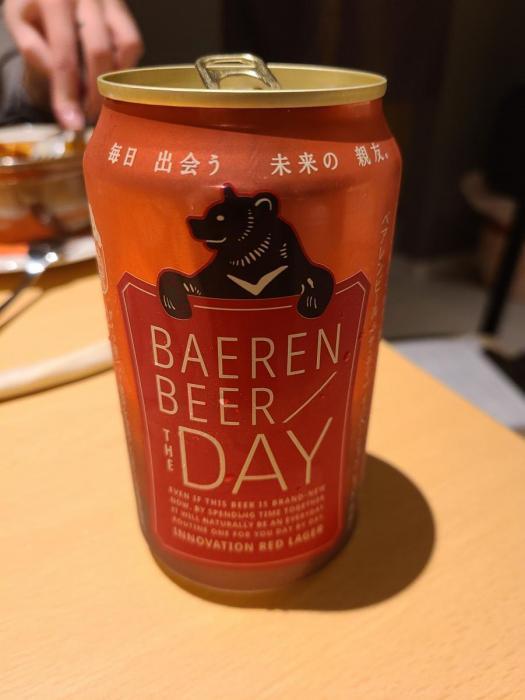 毎日 出会う 未来の 親友。
BAEREN
BEER/
THE DAY
EVEN IF THIS BEER IS BRAND-NEW
NOW, BY SPENDING TIME TOGETHER
IT WILL NATURALLY BE AN EVERYDAY
ROUTINE ONE FOR YOU DAY BY DAY.
INNOVATION RED LAGER